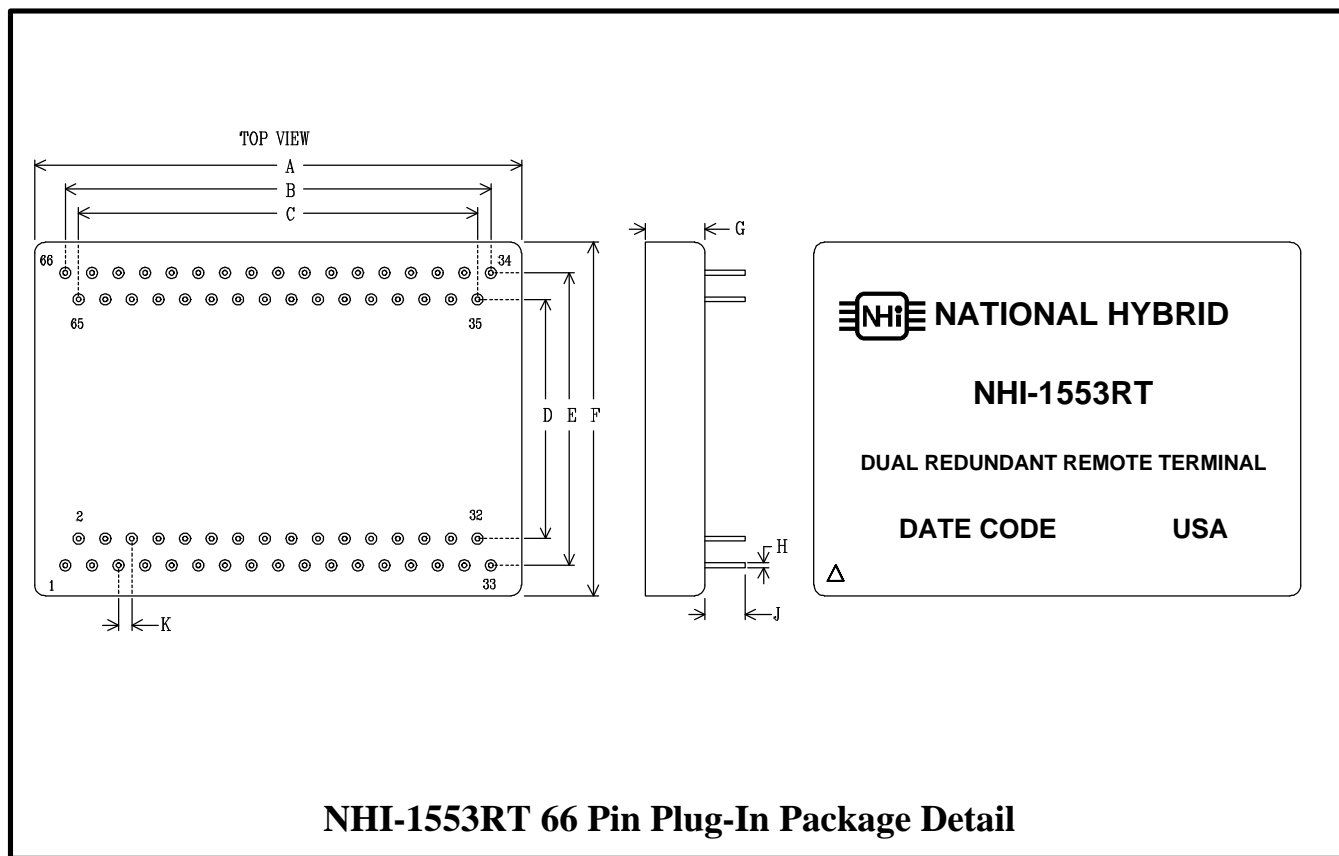 TOP VIEW
A
B
C
66
34
65
35
D
E
F
2
32
1
33
K
G
H
J
NHi NATIONAL HYBRID
NHI-1553RT
DUAL REDUNDANT REMOTE TERMINAL
DATE CODE USA
NHI-1553RT 66 Pin Plug-In Package Detail